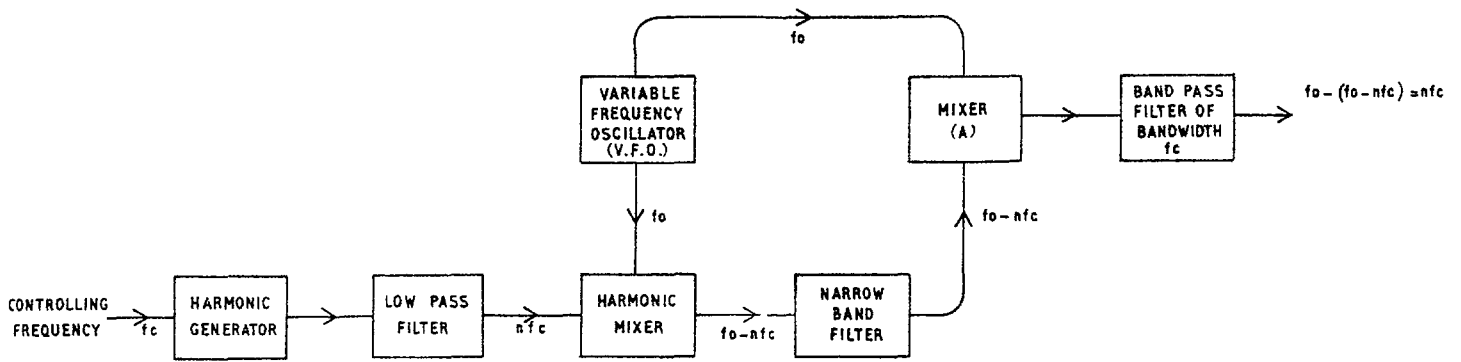 fo
VARIABLE
FREQUENCY
OSCILLATOR
(V.F.O.)
MIXER
(A)
BAND PASS
FILTER OF
BANDWIDTH
fc
fo-(fo-nfc)=nfc
fo
fo-nfc
CONTROLLING
FREQUENCY
fc
HARMONIC
GENERATOR
LOW PASS
FILTER
nfc
HARMONIC
MIXER
fo-nfc
NARROW
BAND
FILTER